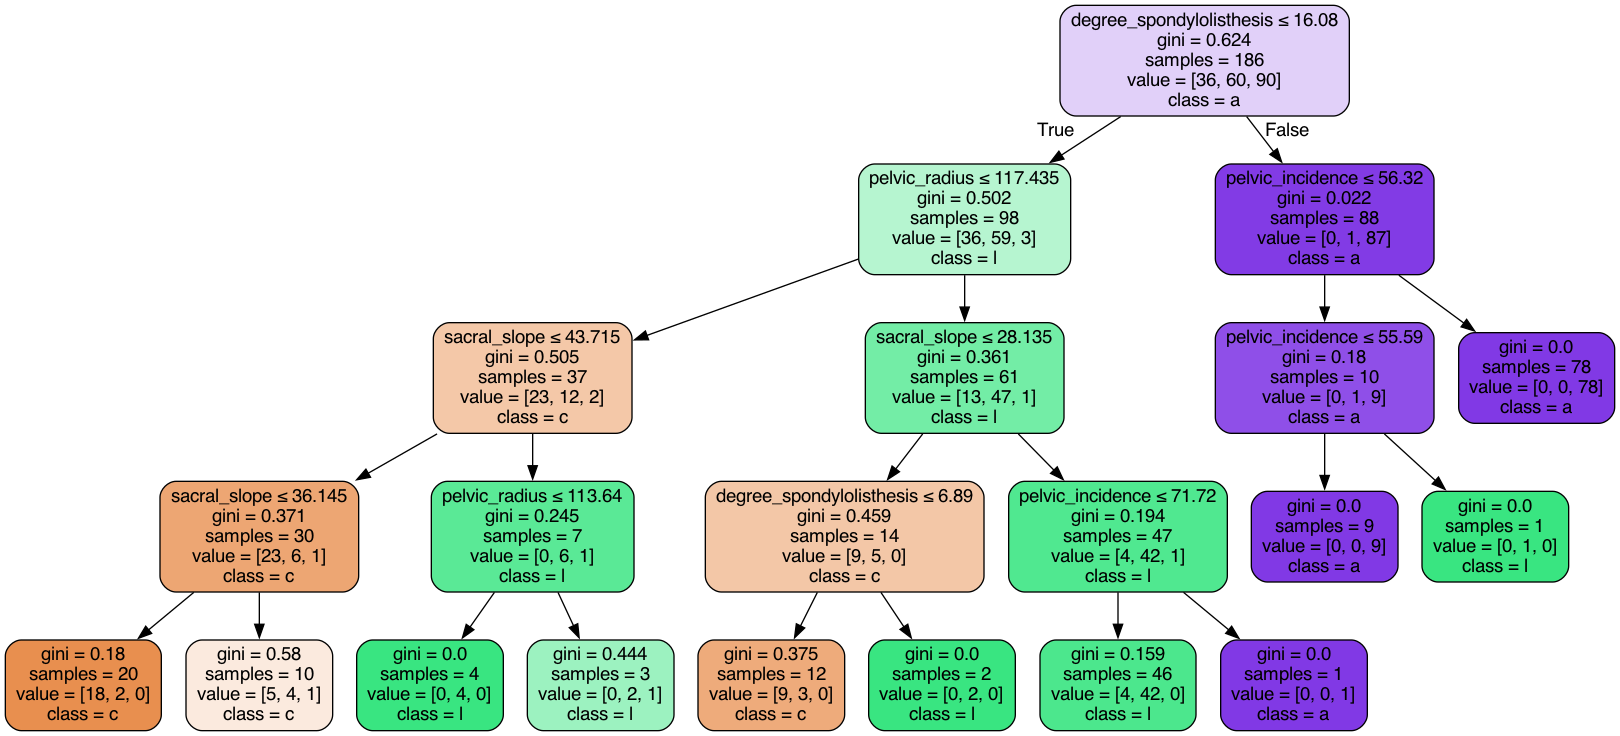 degree_spondylolisthesis ≤ 16.08
gini = 0.624
samples = 186
value = [36, 60, 90]
class = a
True
False
pelvic_radius ≤ 117.435
gini = 0.502
samples = 98
value = [36, 59, 3]
class = l
pelvic_incidence ≤ 56.32
gini = 0.022
samples = 88
value = [0, 1, 87]
class = a
sacral_slope ≤ 43.715
gini = 0.505
samples = 37
value = [23, 12, 2]
class = c
sacral_slope ≤ 28.135
gini = 0.361
samples = 61
value = [13, 47, 1]
class = l
pelvic_incidence ≤ 55.59
gini = 0.18
samples = 10
value = [0, 1, 9]
class = a
gini = 0.0
samples = 78
value = [0, 0, 78]
class = a
sacral_slope ≤ 36.145
gini = 0.371
samples = 30
value = [23, 6, 1]
class = c
pelvic_radius ≤ 113.64
gini = 0.245
samples = 7
value = [0, 6, 1]
class = l
degree_spondylolisthesis ≤ 6.89
gini = 0.459
samples = 14
value = [9, 5, 0]
class = c
pelvic_incidence ≤ 71.72
gini = 0.194
samples = 47
value = [4, 42, 1]
class = l
gini = 0.0
samples = 9
value = [0, 0, 9]
class = a
gini = 0.0
samples = 1
value = [0, 1, 0]
class = l
gini = 0.18
samples = 20
value = [18, 2, 0]
class = c
gini = 0.58
samples = 10
value = [5, 4, 1]
class = c
gini = 0.0
samples = 4
value = [0, 4, 0]
class = l
gini = 0.444
samples = 3
value = [0, 2, 1]
class = l
gini = 0.375
samples = 12
value = [9, 3, 0]
class = c
gini = 0.0
samples = 2
value = [0, 2, 0]
class = l
gini = 0.159
samples = 46
value = [4, 42, 0]
class = l
gini = 0.0
samples = 1
value = [0, 0, 1]
class = a